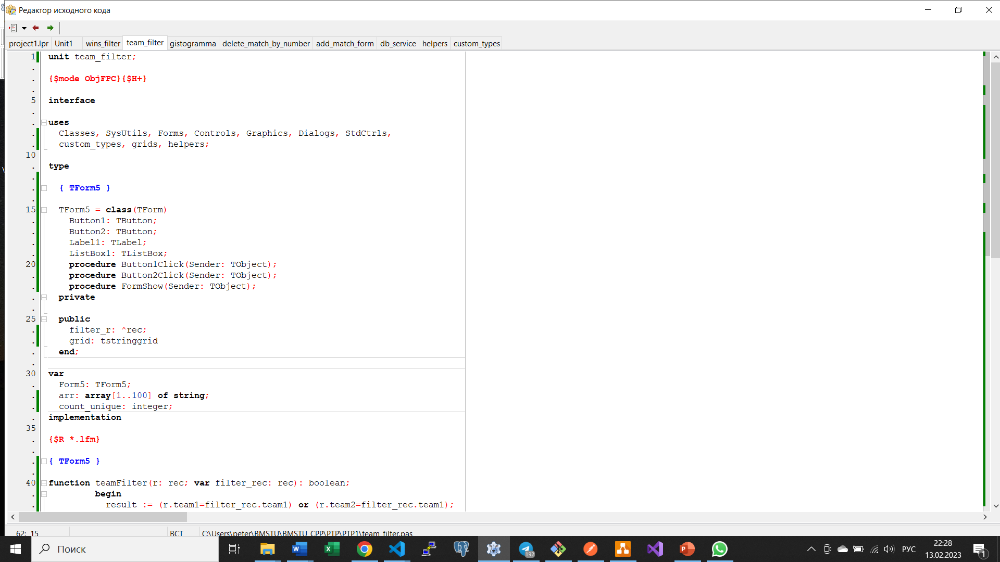 Редактор исходного кода
project1.lpr Unit1 wins_filter team_filter gistogramma delete_match_by_number add_match_form db_service helpers custom_types
1 unit team_filter;
.
. {$mode ObjFPC}{$H+}
.
5 interface
.
. uses
. Classes, SysUtils, Forms, Controls, Graphics, Dialogs, StdCtrls,
. custom_types, grids, helpers;
10
. type
.
. { TForm5 }
.
15 TForm5 = class(TForm)
. Button1: TButton;
. Button2: TButton;
. Label1: TLabel;
. ListBox1: TListBox;
20 procedure Button1Click(Sender: TObject);
. procedure Button2Click(Sender: TObject);
. procedure FormShow(Sender: TObject);
. private
.
25 public
. filter_r: ^rec;
. grid: tstringgrid
. end;
.
30 var
. Form5: TForm5;
. arr: array[1..100] of string;
. count_unique: integer;
. implementation
35
. {$R *.lfm}
.
. { TForm5 }
.
40 function teamFilter(r: rec; var filter_rec: rec): boolean;
. begin
. result := (r.team1=filter_rec.team1) or (r.team2=filter_rec.team1);
62: 15 ВСТ C:\Users\peter\BMSTU\BMSTU_CPP\PTP\PTP1\team_filter.pas
Поиск
192
РУС
22:28
13.02.2023
1